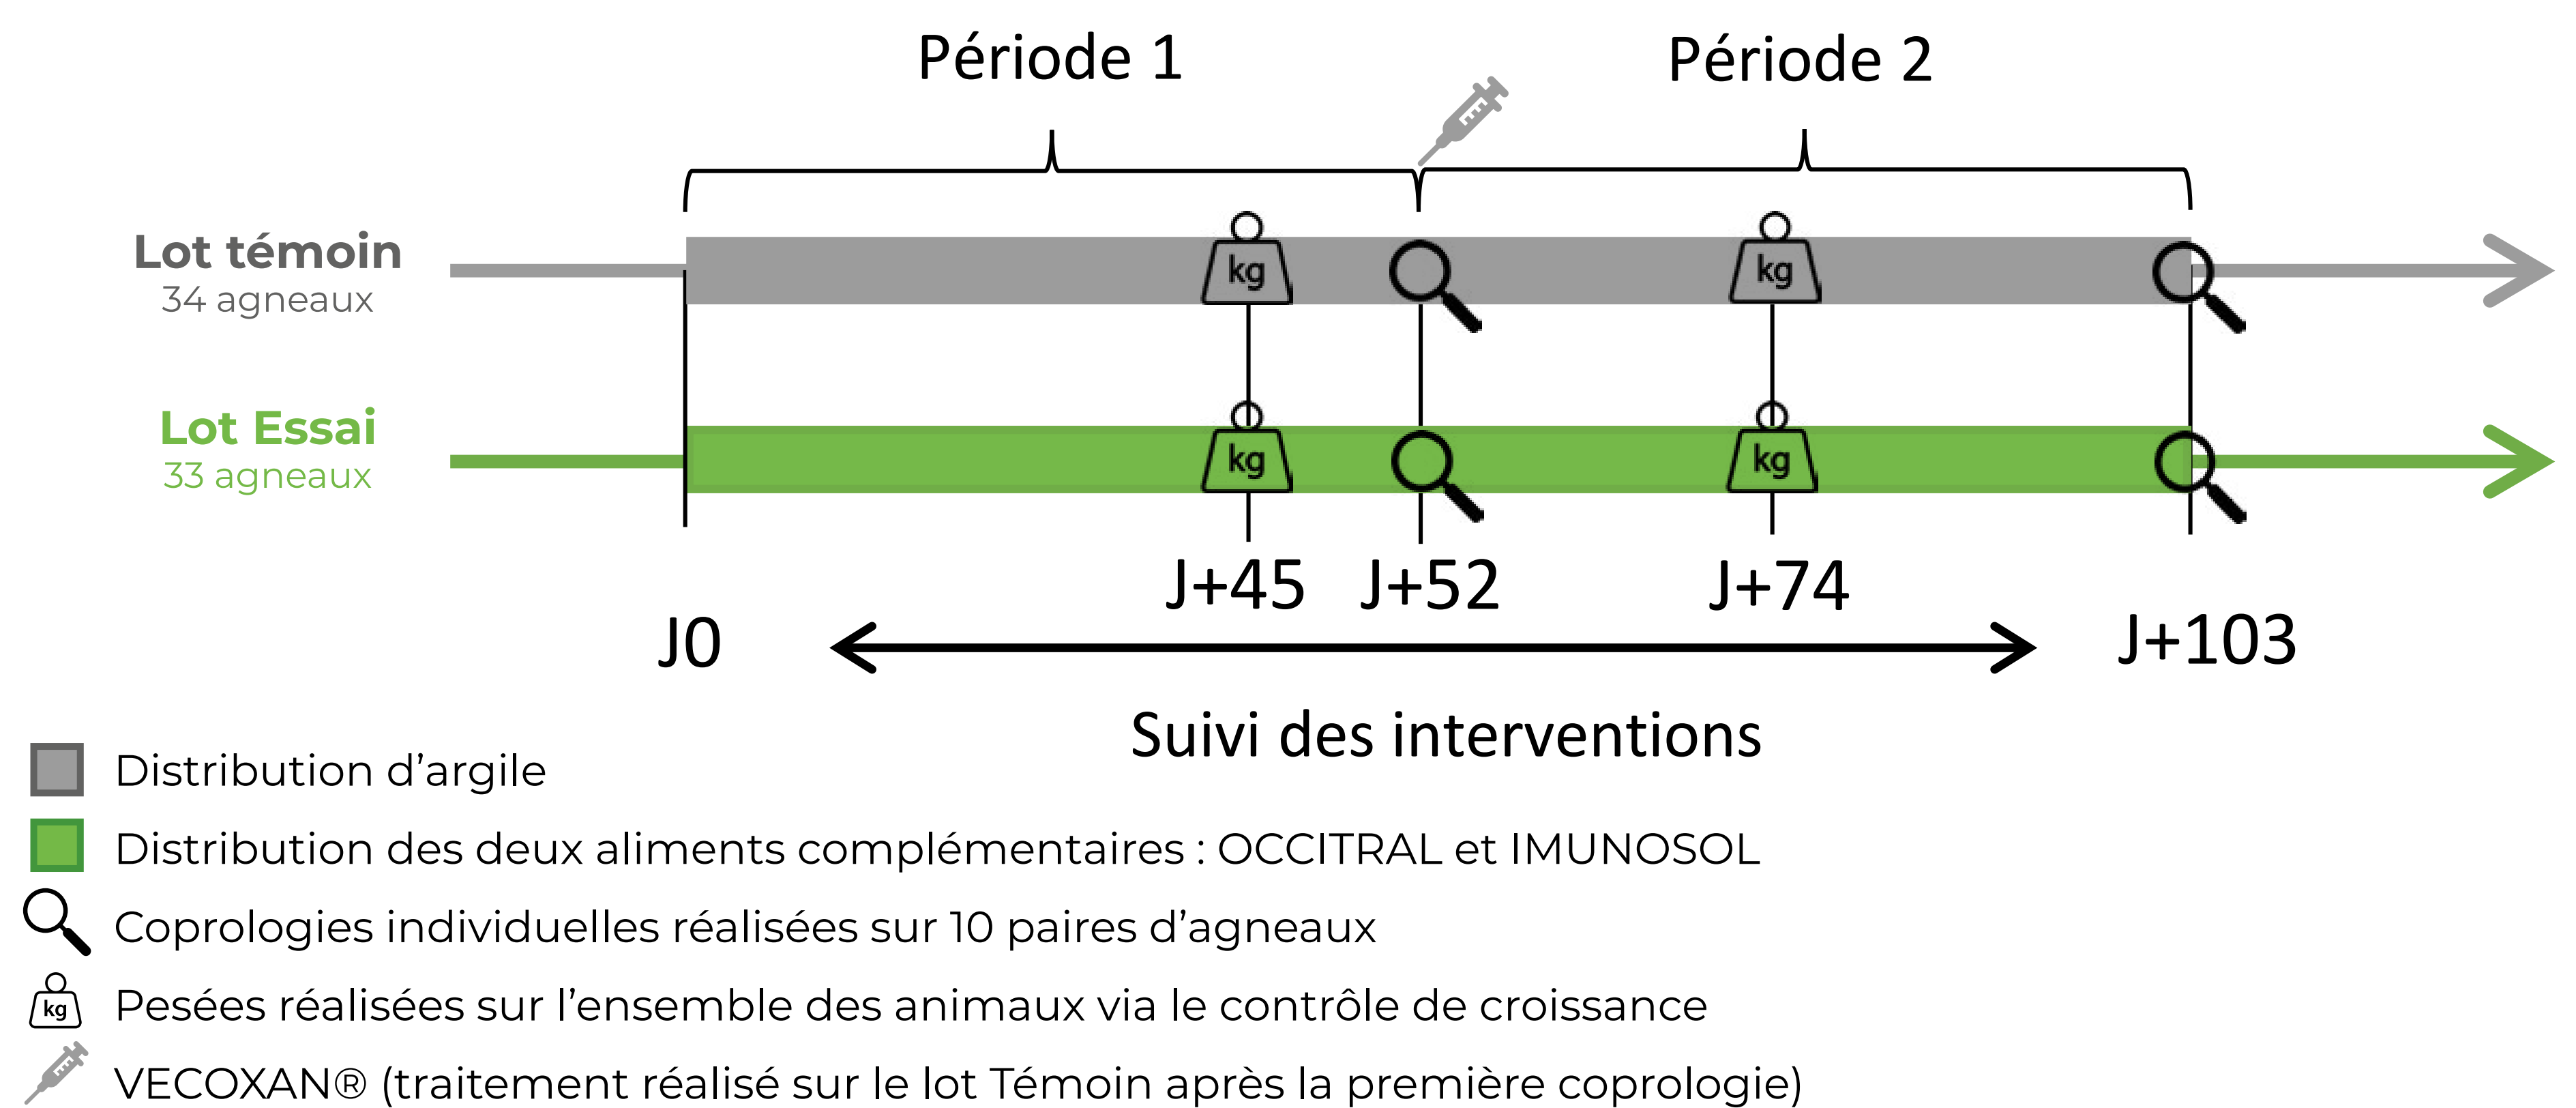 Période 1
Période 2
Lot témoin
34 agneaux
kg
kg
Lot Essai
33 agneaux
kg
kg
J+45
J+52
J+74
J0
J+103
Suivi des interventions
Distribution d’argile
Distribution des deux aliments complémentaires : OCCITRAL et IMUNOSOL
Coprologies individuelles réalisées sur 10 paires d’agneaux
kg
Pesées réalisées sur l’ensemble des animaux via le contrôle de croissance
VECOXAN® (traitement réalisé sur le lot Témoin après la première coprologie)